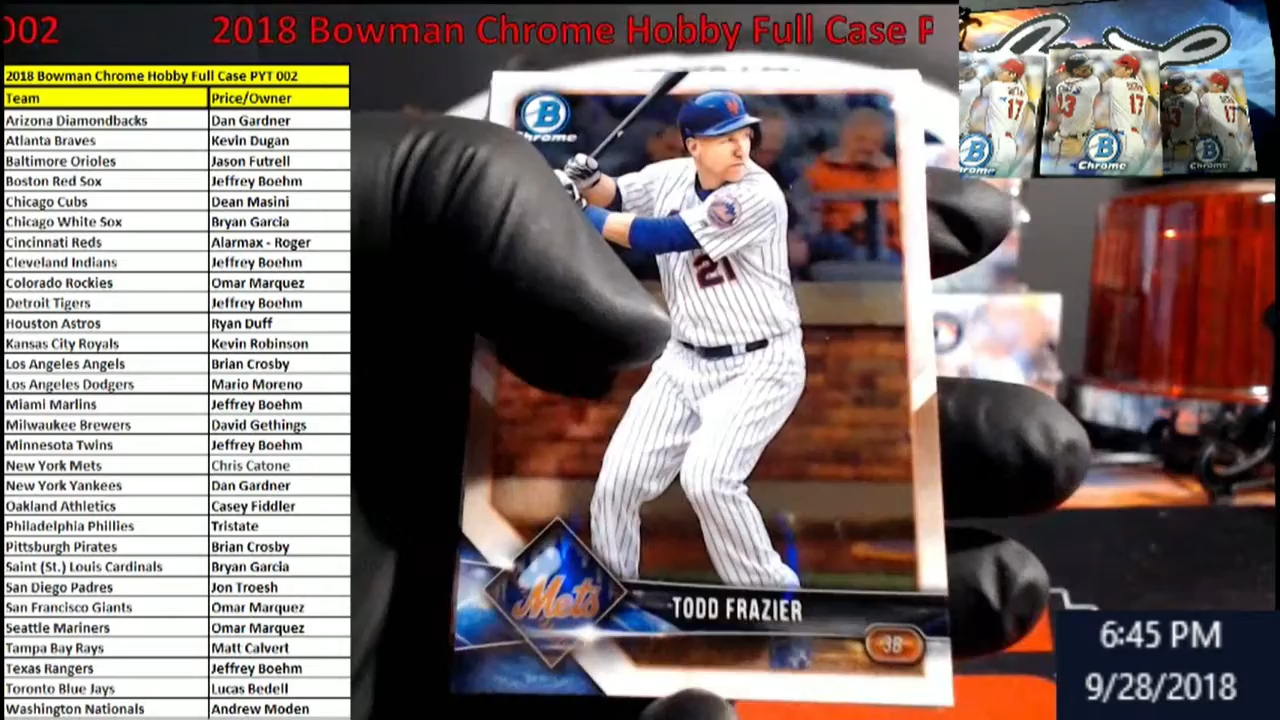 002 2018 Bowman Chrome Hobby Full Case P
2018 Bowman Chrome Hobby Full Case PYT 002
Team Price/Owner
Arizona Diamondbacks Dan Gardner
Atlanta Braves Kevin Dugan
Baltimore Orioles Jason Futrell
Boston Red Sox Jeffrey Boehm
Chicago Cubs Dean Masini
Chicago White Sox Bryan Garcia
Cincinnati Reds Alarmax - Roger
Cleveland Indians Jeffrey Boehm
Colorado Rockies Omar Marquez
Detroit Tigers Jeffrey Boehm
Houston Astros Ryan Duff
Kansas City Royals Kevin Robinson
Los Angeles Angels Brian Crosby
Los Angeles Dodgers Mario Moreno
Miami Marlins Jeffrey Boehm
Milwaukee Brewers David Gethings
Minnesota Twins Jeffrey Boehm
New York Mets Chris Catone
New York Yankees Dan Gardner
Oakland Athletics Casey Fiddler
Philadelphia Phillies Tristate
Pittsburgh Pirates Brian Crosby
Saint (St.) Louis Cardinals Bryan Garcia
San Diego Padres Jon Troesh
San Francisco Giants Omar Marquez
Seattle Mariners Omar Marquez
Tampa Bay Rays Matt Calvert
Texas Rangers Jeffrey Boehm
Toronto Blue Jays Lucas Bedell
Washington Nationals Andrew Moden
B
Chrome
21
Mets
TODD FRAZIER
3B
17
13 17
17
B
B
Chrome
B
6:45 PM
9/28/2018